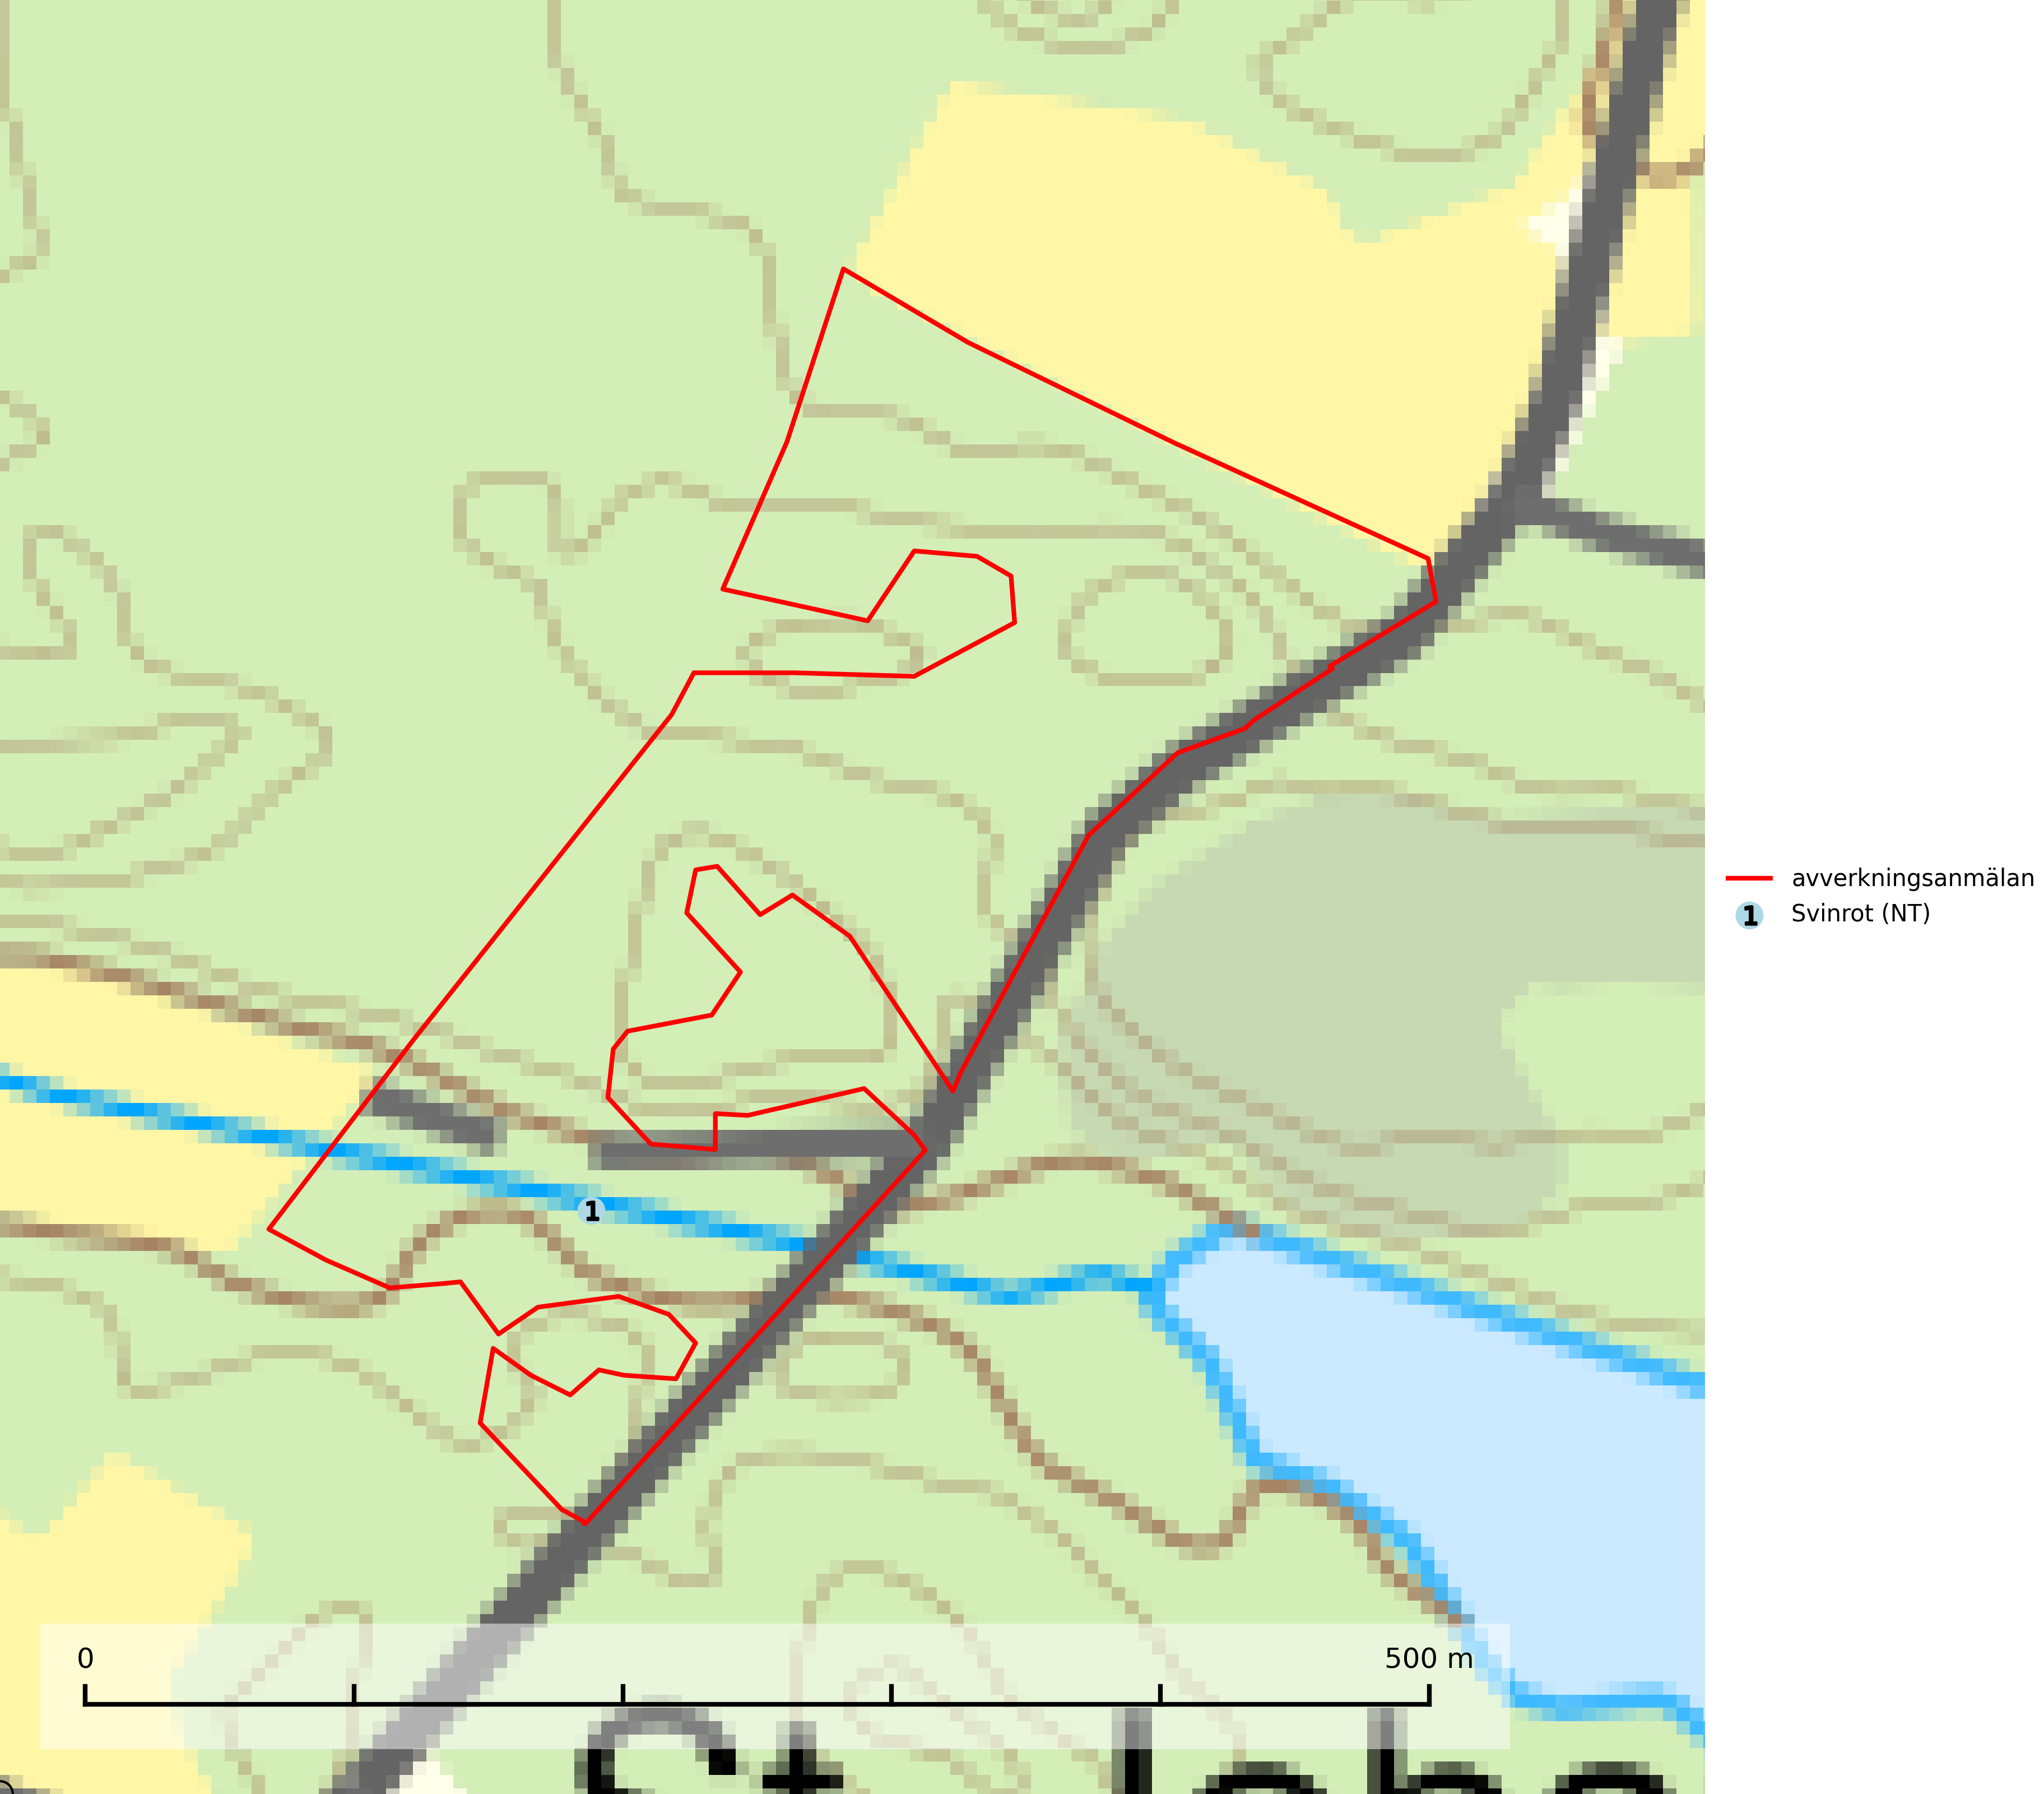 avverkningsanmälan
1 Svinrot (NT)
1
0 500 m